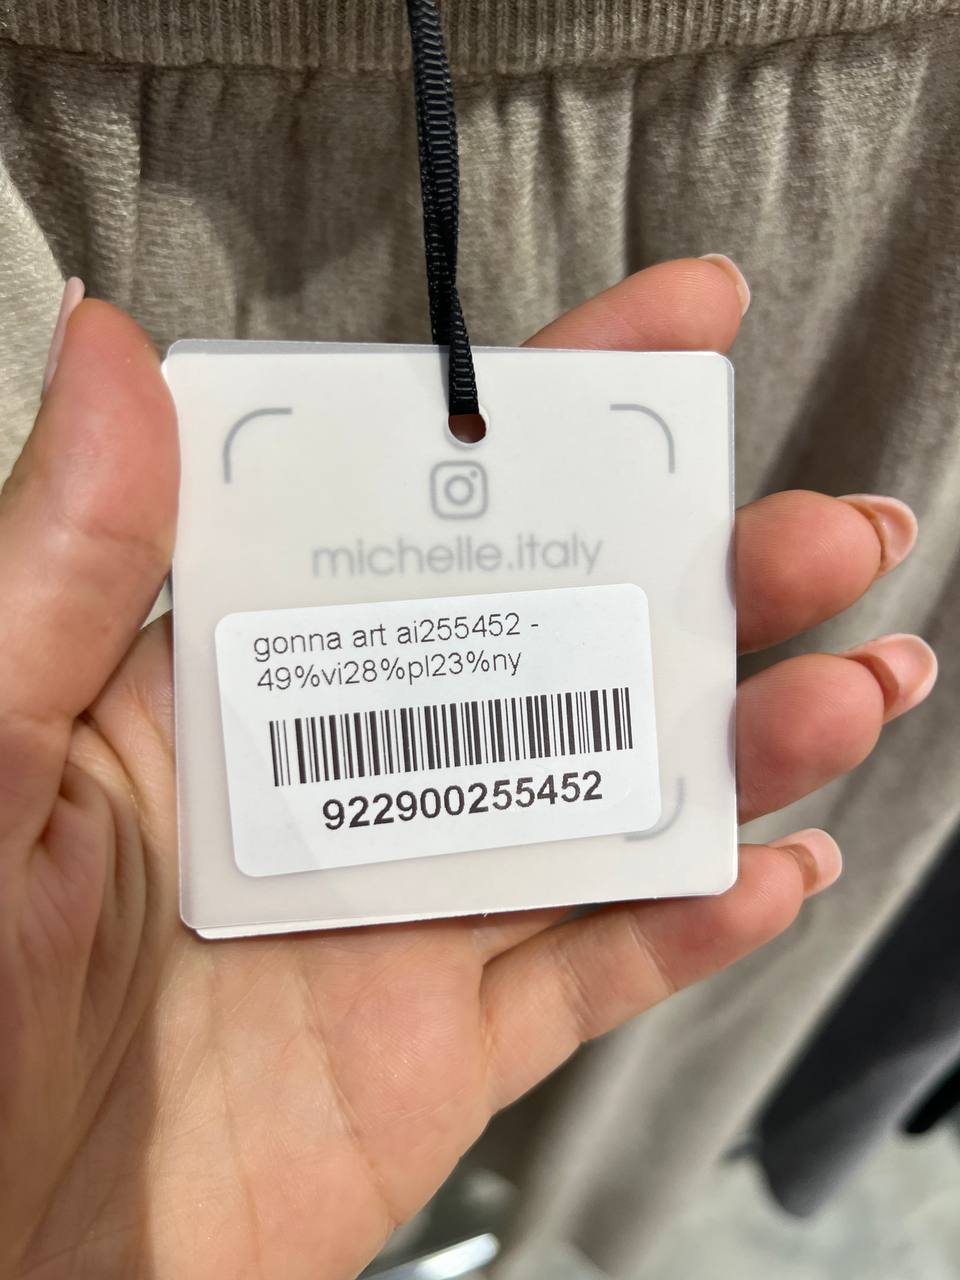 michelle.italy
gonna art ai255452 -
49%vi28%pl23%ny
922900255452